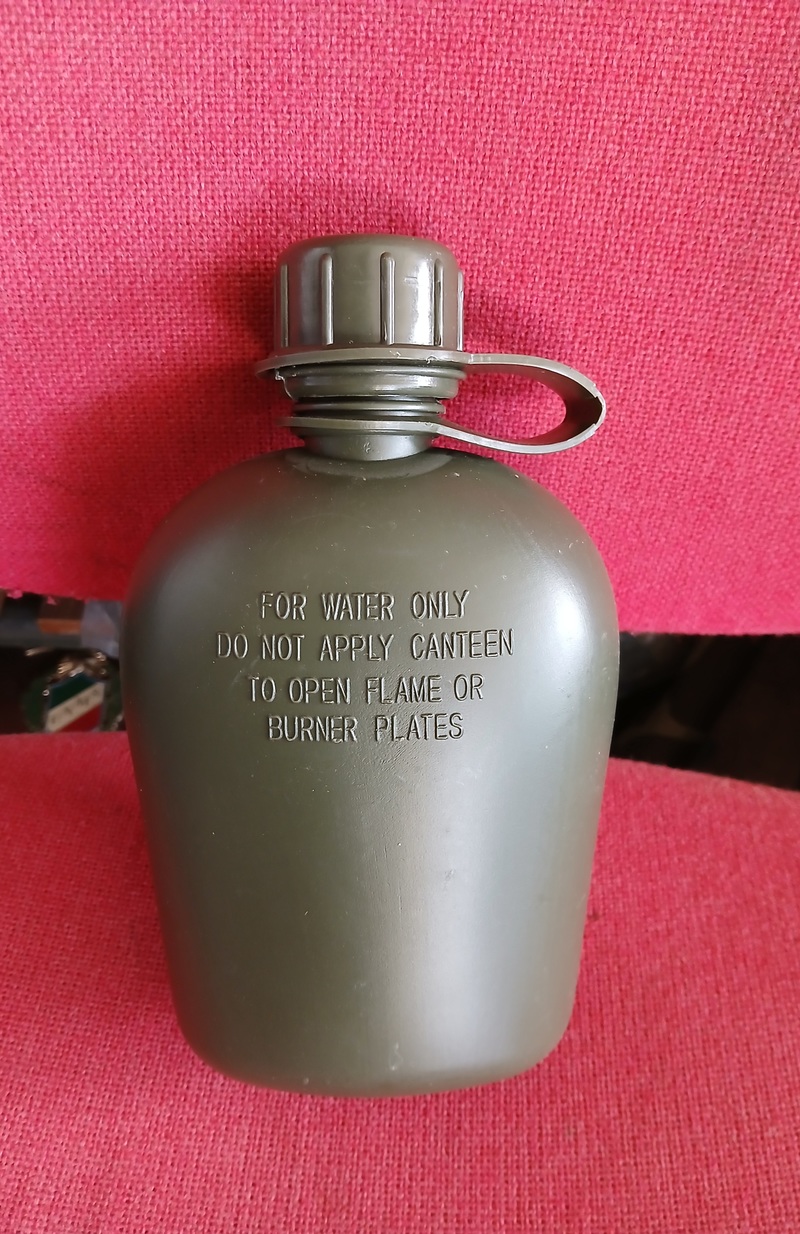 FOR WATER ONLY
DO NOT APPLY CANTEEN
TO OPEN FLAME OR
BURNER PLATES